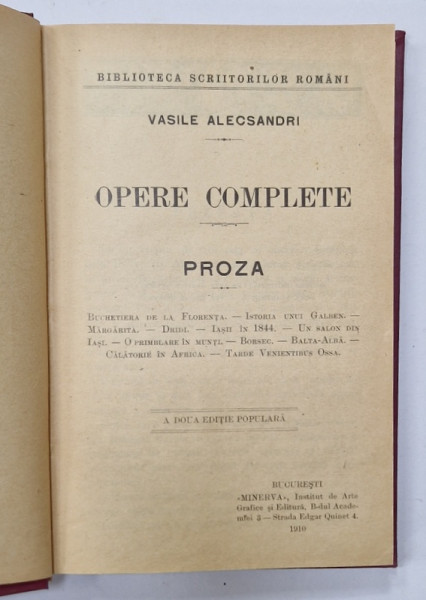 BIBLIOTECA SCRIITORILOR ROMÂNI
VASILE ALECSANDRI
OPERE COMPLETE
PROZA
BUCHETIERA DE LA FLORENȚA. — ISTORIA UNUI GALBEN. —
MĂRGĂRITA. — DRIDI. — IAȘII ÎN 1844. — UN SALON DIN
IAȘI. — O PRIMBLARE ÎN MUNȚI. — BORSEC. — BALTA-ALBĂ. —
CĂLĂTORIE ÎN AFRICA. — TARDE VENIENTIBUS OSSA.
A DOUA EDIȚIE POPULARĂ
BUCUREȘTI
«MINERVA», Institut de Arte
Grafice și Editură, B-dul Acade-
miei 3 — Strada Edgar Quinet 4.
1910